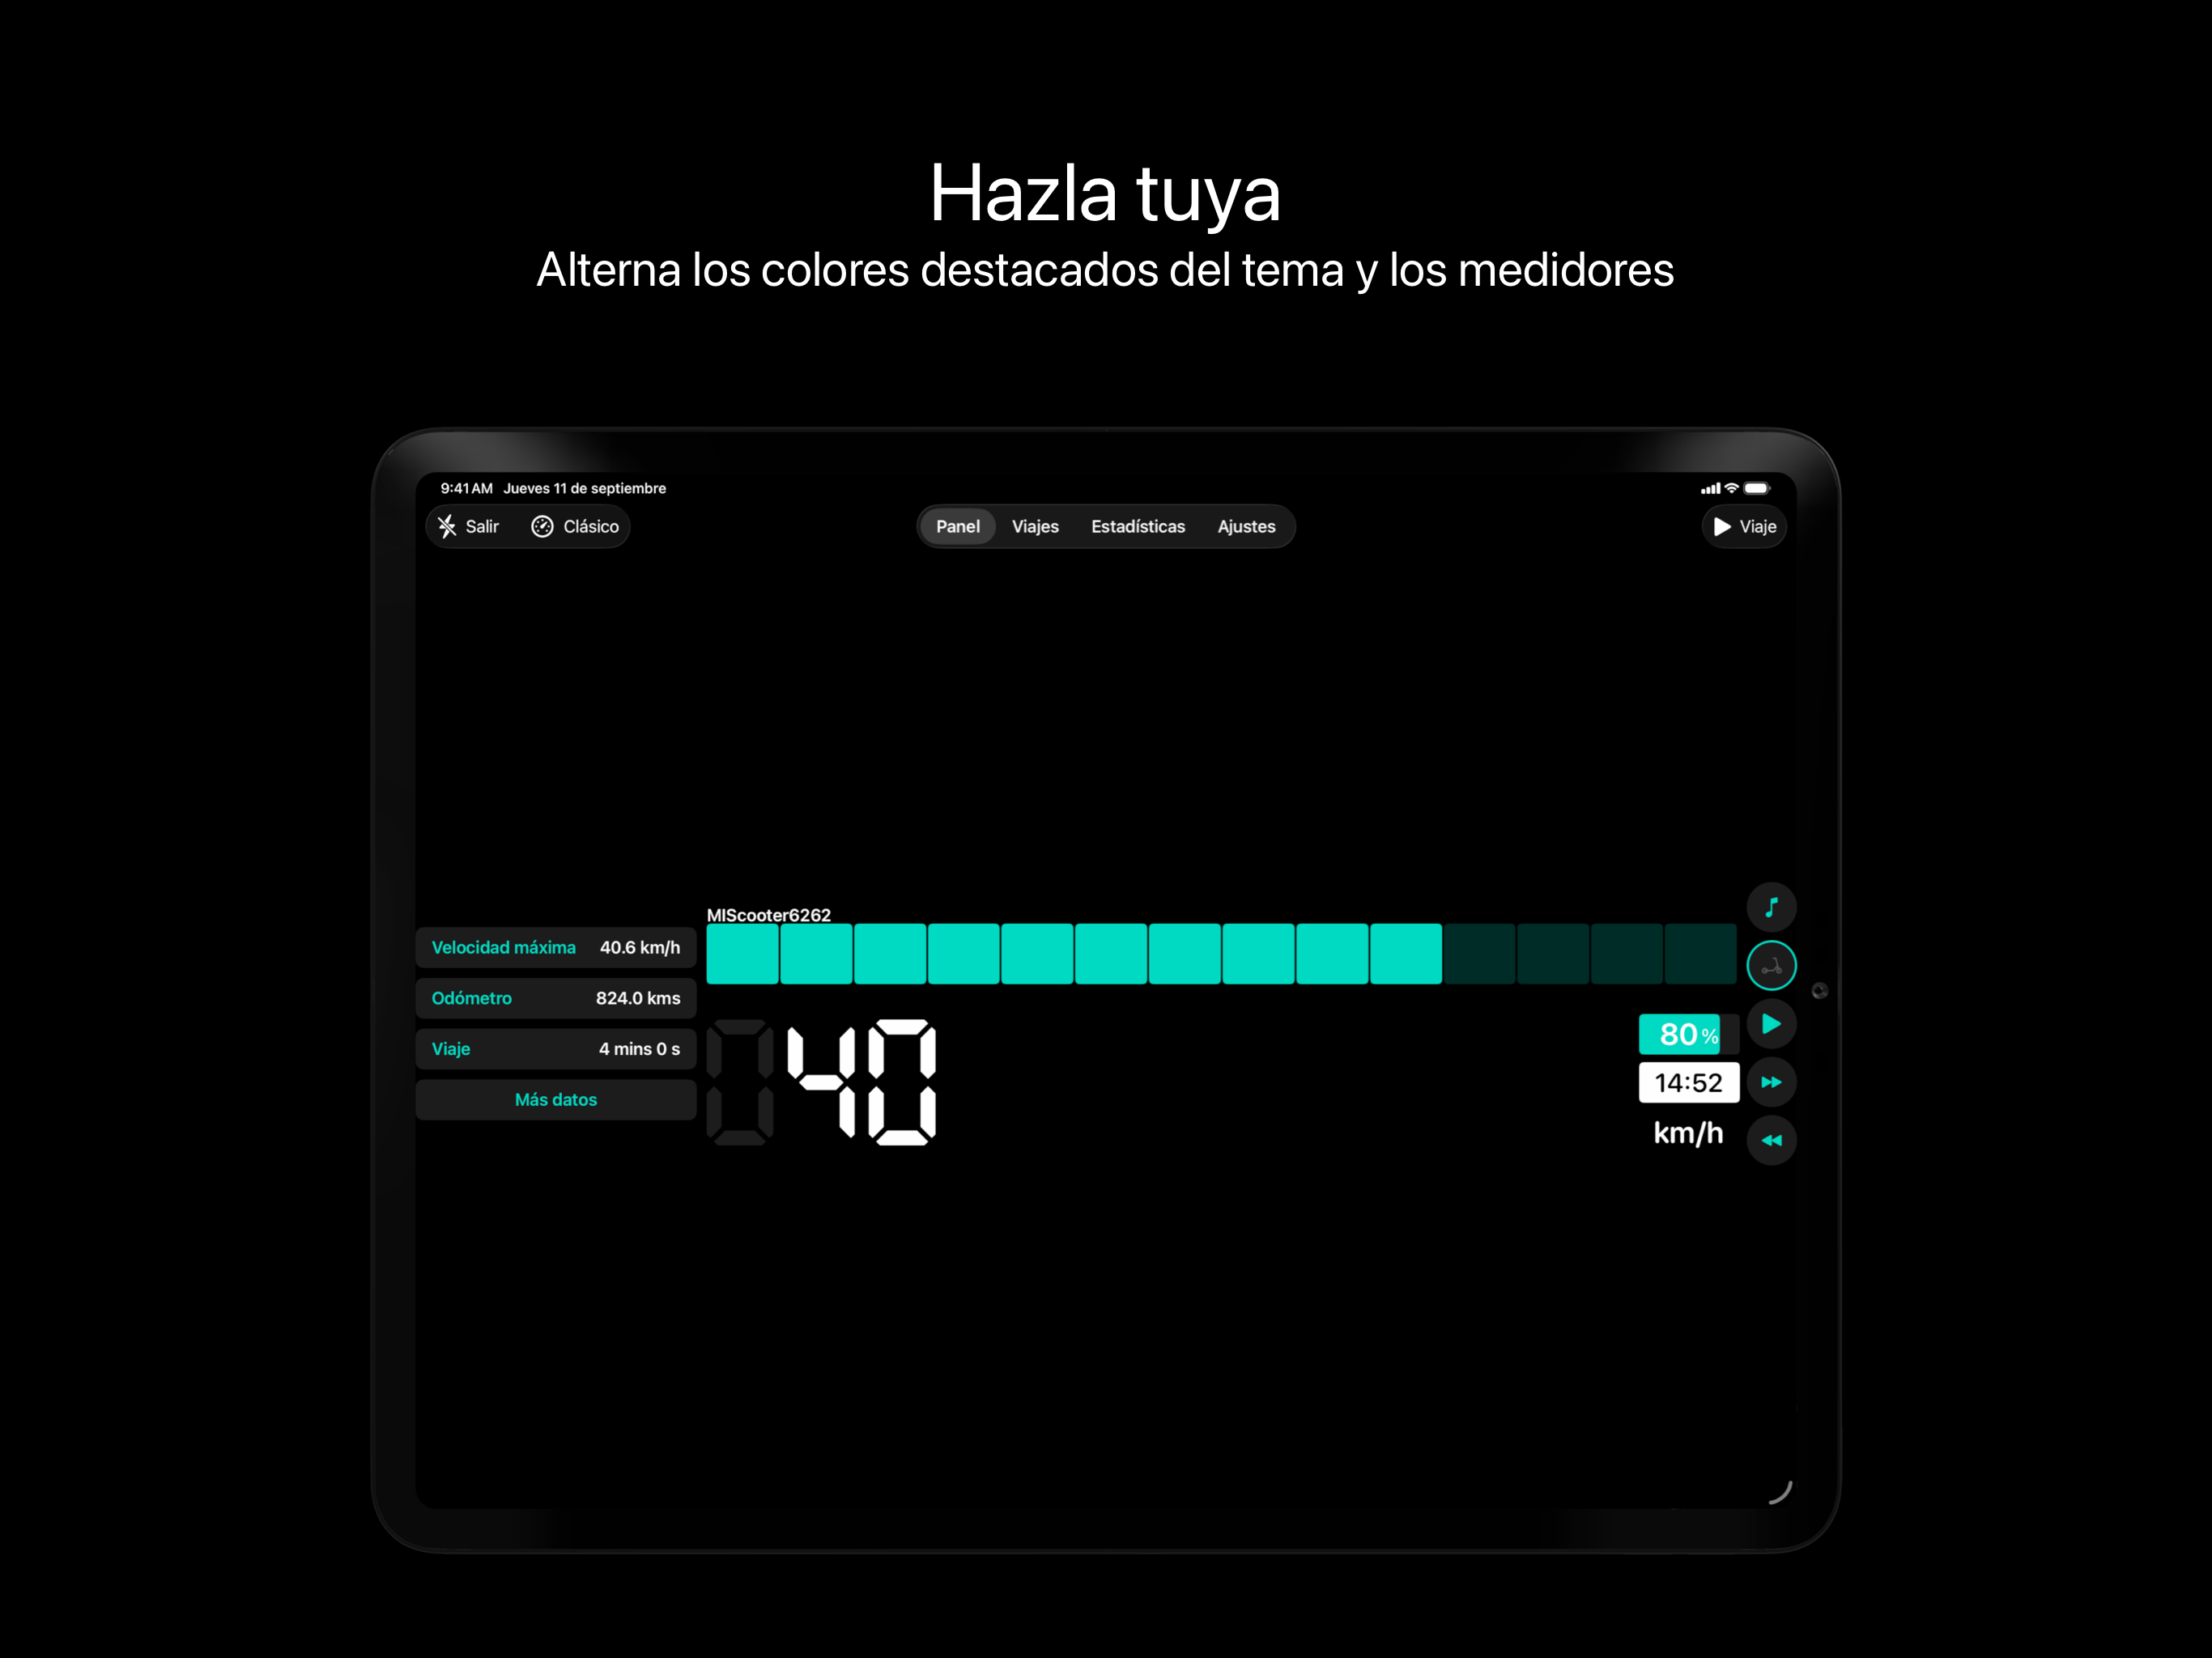 Hazla tuya
Alterna los colores destacados del tema y los medidores
9:41 AM Jueves 11 de septiembre
Salir Clásico Panel Viajes Estadísticas Ajustes Viaje
MIScooter6262
Velocidad máxima 40.6 km/h
Odómetro 824.0 kms
Viaje 4 mins 0 s
Más datos
40
80%
14:52
km/h